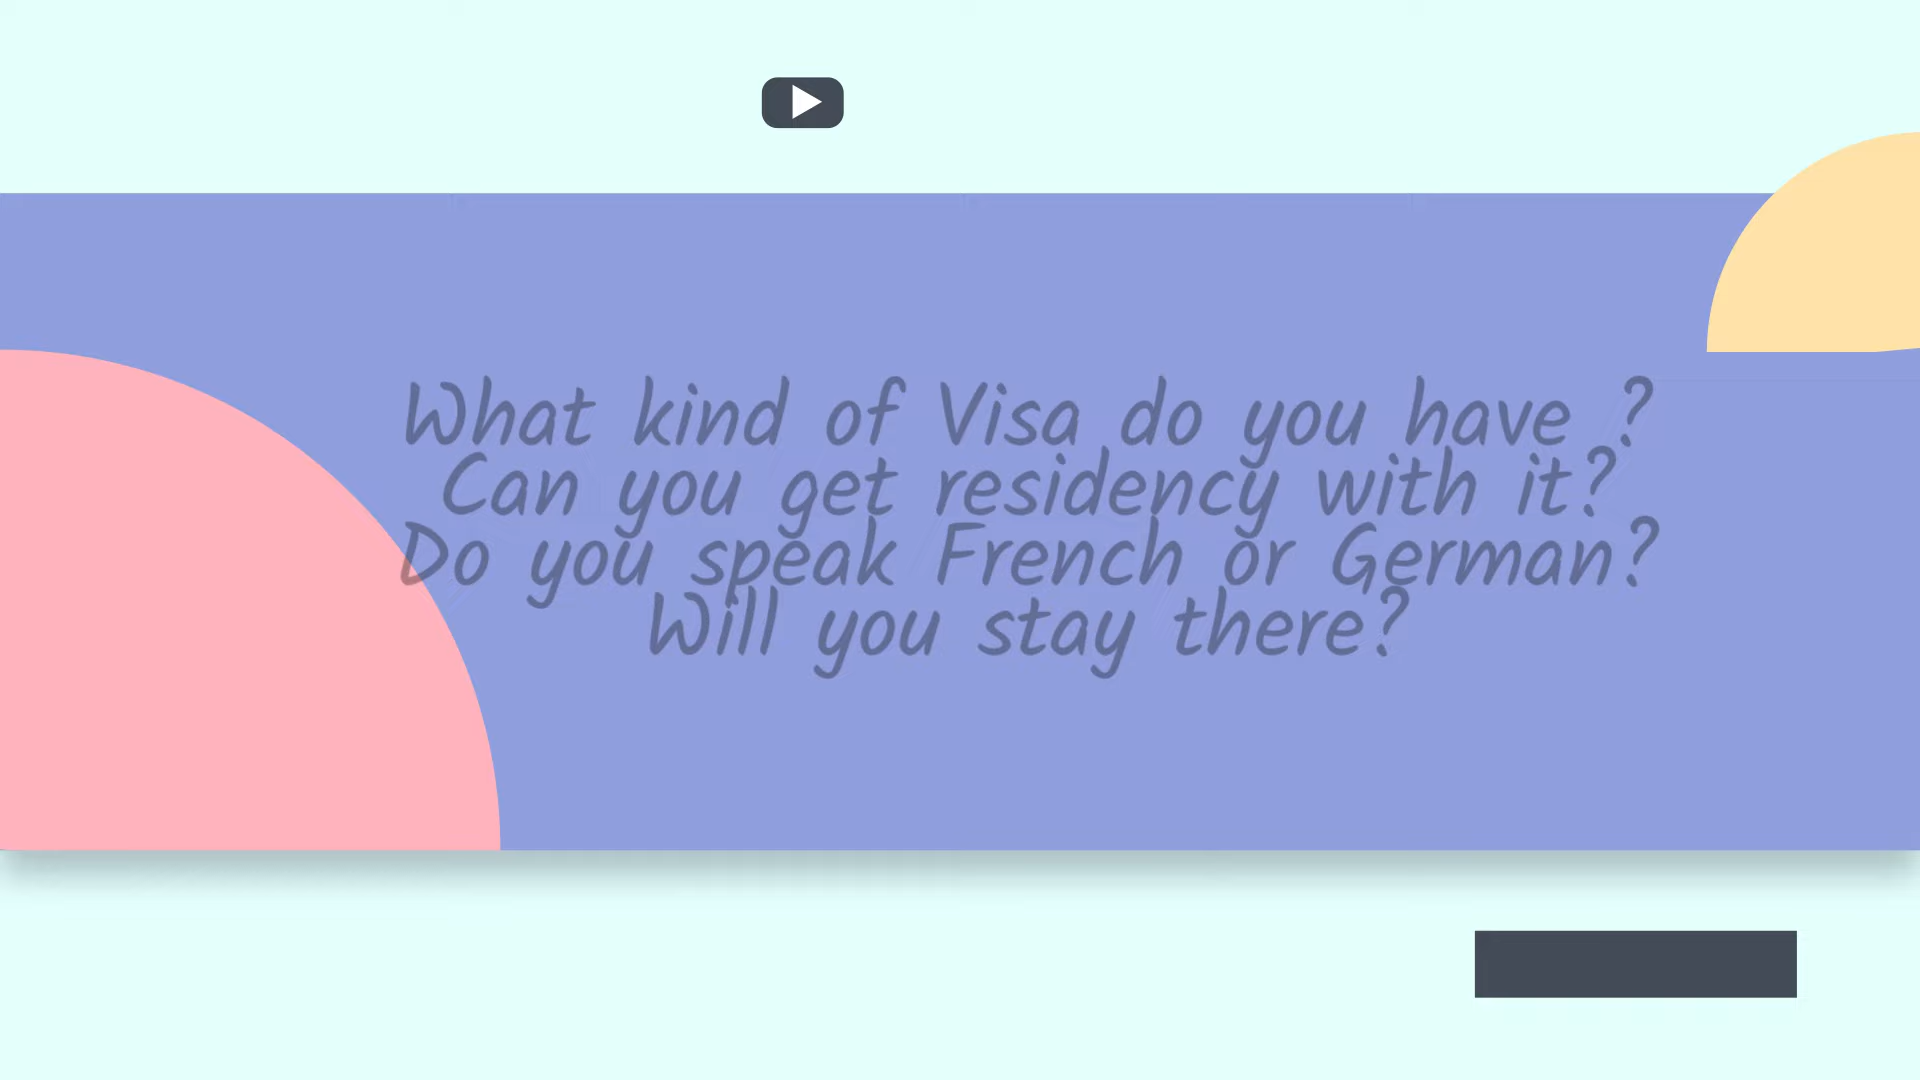 What kind of Visa do you have ?
Can you get residency with it?
Do you speak French or German?
Will you stay there?